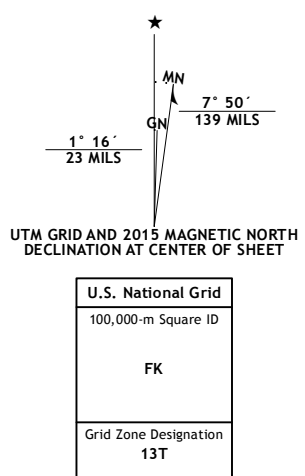 MN
GN
7° 50´
139 MILS
1° 16´
23 MILS
UTM GRID AND 2015 MAGNETIC NORTH
DECLINATION AT CENTER OF SHEET
U.S. National Grid
100,000-m Square ID
FK
Grid Zone Designation
13T